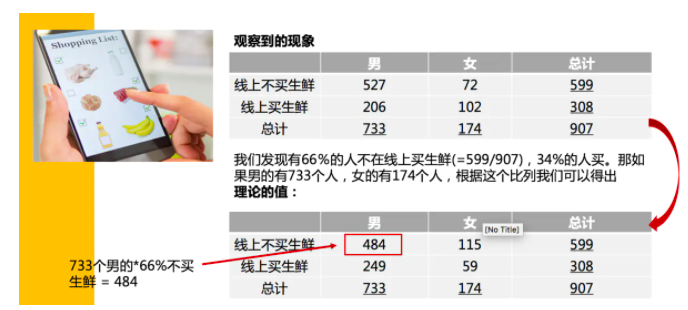 Shopping List:
观察到的现象
男 女 总计
线上不买生鲜 527 72 599
线上买生鲜 206 102 308
总计 733 174 907
我们发现有66%的人不在线上买生鲜(=599/907)，34%的人买。那如
果男的有733个人，女的有174个人，根据这个比列我们可以得出
理论的值：
男 女 总计
[No Title]
线上不买生鲜 484 115 599
线上买生鲜 249 59 308
总计 733 174 907
733个男的*66%不买
生鲜 = 484